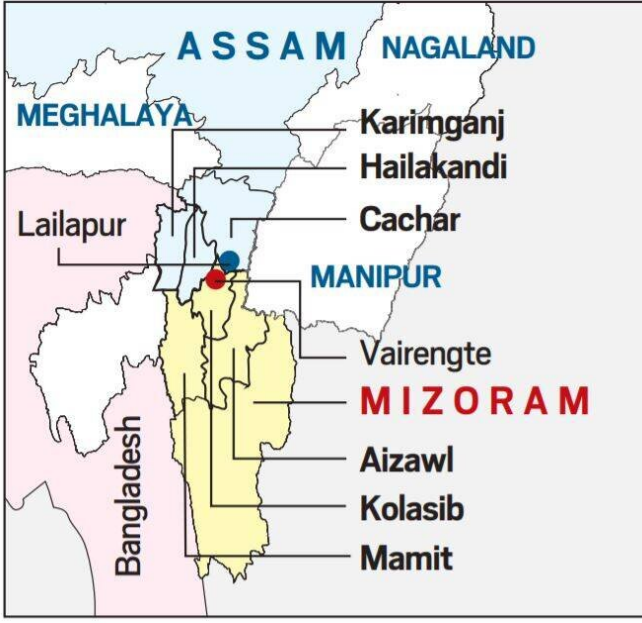 ASSAM
NAGALAND
MEGHALAYA
Karimganj
Hailakandi
Lailapur
Cachar
MANIPUR
Vairengte
MIZORAM
Bangladesh
Aizawl
Kolasib
Mamit